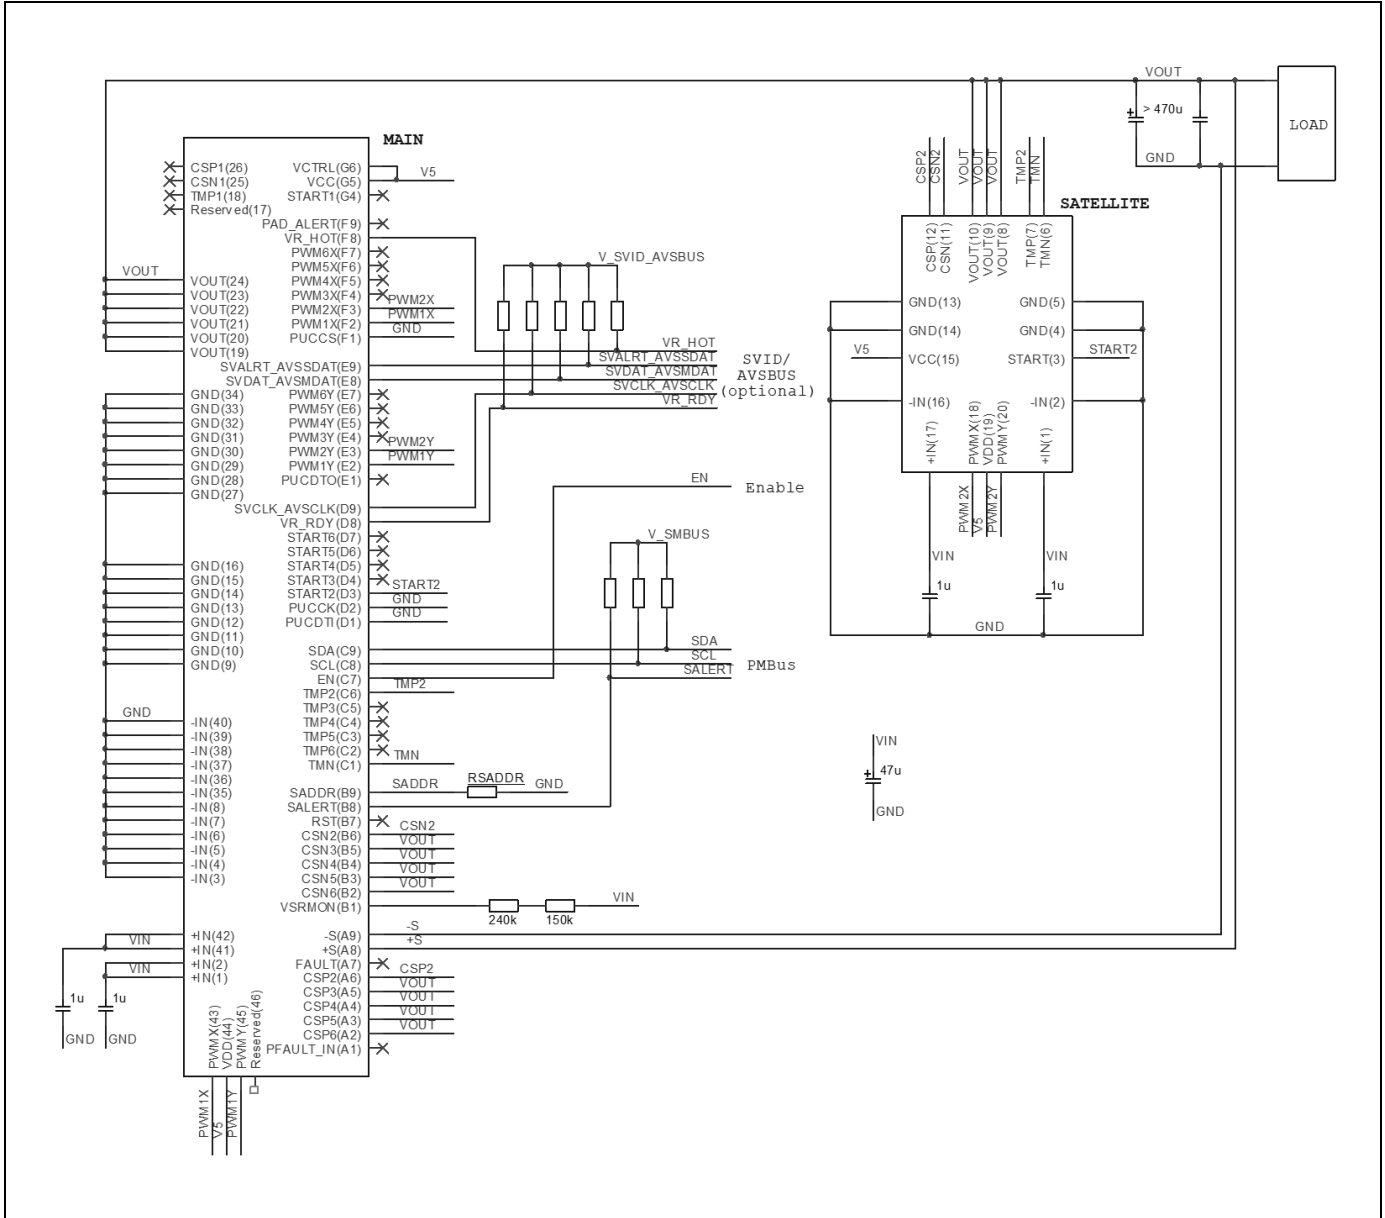 VOUT
> 470u
LOAD
GND
MAIN
CSP1(26)
CSN1(25)
TMP1(18)
Reserved(17)
VOUT
VOUT(24)
VOUT(23)
VOUT(22)
VOUT(21)
VOUT(20)
VOUT(19)
GND(34)
GND(33)
GND(32)
GND(31)
GND(30)
GND(29)
GND(28)
GND(27)
GND(16)
GND(15)
GND(14)
GND(13)
GND(12)
GND(11)
GND(10)
GND(9)
GND
-IN(40)
-IN(39)
-IN(38)
-IN(37)
-IN(36)
-IN(35)
-IN(8)
-IN(7)
-IN(6)
-IN(5)
-IN(4)
-IN(3)
VIN
+IN(42)
+IN(41)
VIN
+IN(2)
+IN(1)
1u
1u
GND
GND
PWMX(43)
VDD(44)
PWMY(45)
Reserved(46)
PWM1X
V5
PWM1Y
VCTRL(G6)
VCC(G5)
V5
START1(G4)
PAD_ALERT(F9)
VR_HOT(F8)
PWM6X(F7)
PWM5X(F6)
PWM4X(F5)
PWM3X(F4)
PWM2X(F3) PWM2X
PWM1X(F2) PWM1X
PUCCS(F1) GND
SVALRT_AVSSDAT(E9)
SVDAT_AVSMDAT(E8)
PWM6Y(E7)
PWM5Y(E6)
PWM4Y(E5)
PWM3Y(E4)
PWM2Y(E3) PWM2Y
PWM1Y(E2) PWM1Y
PUCDTO(E1)
SVCLK_AVSCLK(D9)
VR_RDY(D8)
START6(D7)
START5(D6)
START4(D5)
START3(D4)
START2(D3) START2
PUCCK(D2) GND
PUCDTI(D1) GND
SDA(C9)
SCL(C8)
EN(C7)
TMP2(C6) TMP2
TMP3(C5)
TMP4(C4)
TMP5(C3)
TMP6(C2)
TMN(C1) TMN
SADDR(B9) SADDR RSADDR GND
SALERT(B8)
RST(B7)
CSN2(B6) CSN2
CSN3(B5) VOUT
CSN4(B4) VOUT
CSN5(B3) VOUT
CSN6(B2) VOUT
VSRMON(B1) 240k 150k VIN
-S(A9) -S
+S(A8) +S
FAULT(A7)
CSP2(A6) CSP2
CSP3(A5) VOUT
CSP4(A4) VOUT
CSP5(A3) VOUT
CSP6(A2) VOUT
PFAULT_IN(A1)
V_SVID_AVSBUS
VR_HOT
SVALRT_AVSSDAT
SVDAT_AVSMDAT
SVCLK_AVSCLK
VR_RDY
SVID/
AVSBUS
(optional)
EN
Enable
V_SMBUS
SDA
SCL
SALERT
PMBus
SATELLITE
CSP2
CSN2
VOUT
VOUT
VOUT
TMP2
TMN
CSP(12)
CSN(11)
VOUT(10)
VOUT(9)
VOUT(8)
TMP(7)
TMN(6)
GND(13)
GND(14)
V5
VCC(15)
-IN(16)
GND(5)
GND(4)
START(3)
START2
-IN(2)
+IN(17)
PWMX(18)
VDD(19)
PWMY(20)
+IN(1)
PWM2X
V5
PWM2Y
VIN
VIN
1u
1u
GND
VIN
47u
GND